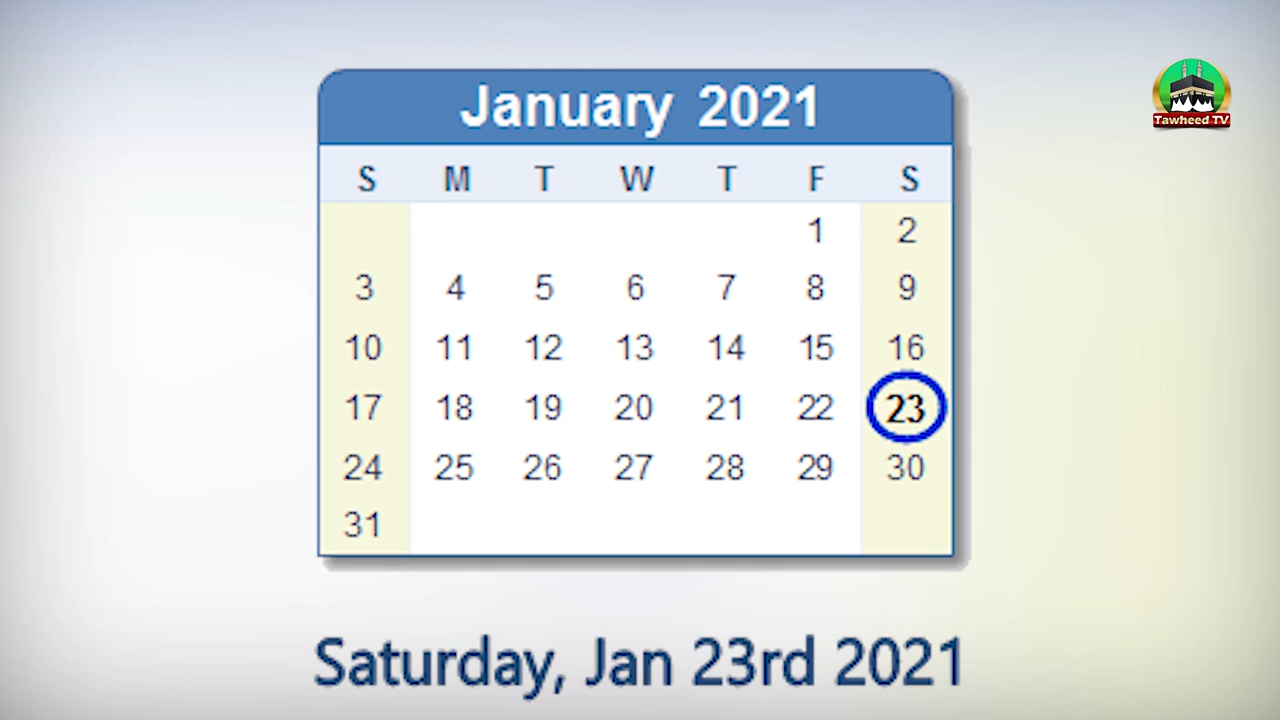 January 2021
S M T W T F S
1 2
3 4 5 6 7 8 9
10 11 12 13 14 15 16
17 18 19 20 21 22 23
24 25 26 27 28 29 30
31
Saturday, Jan 23rd 2021
Tawheed TV